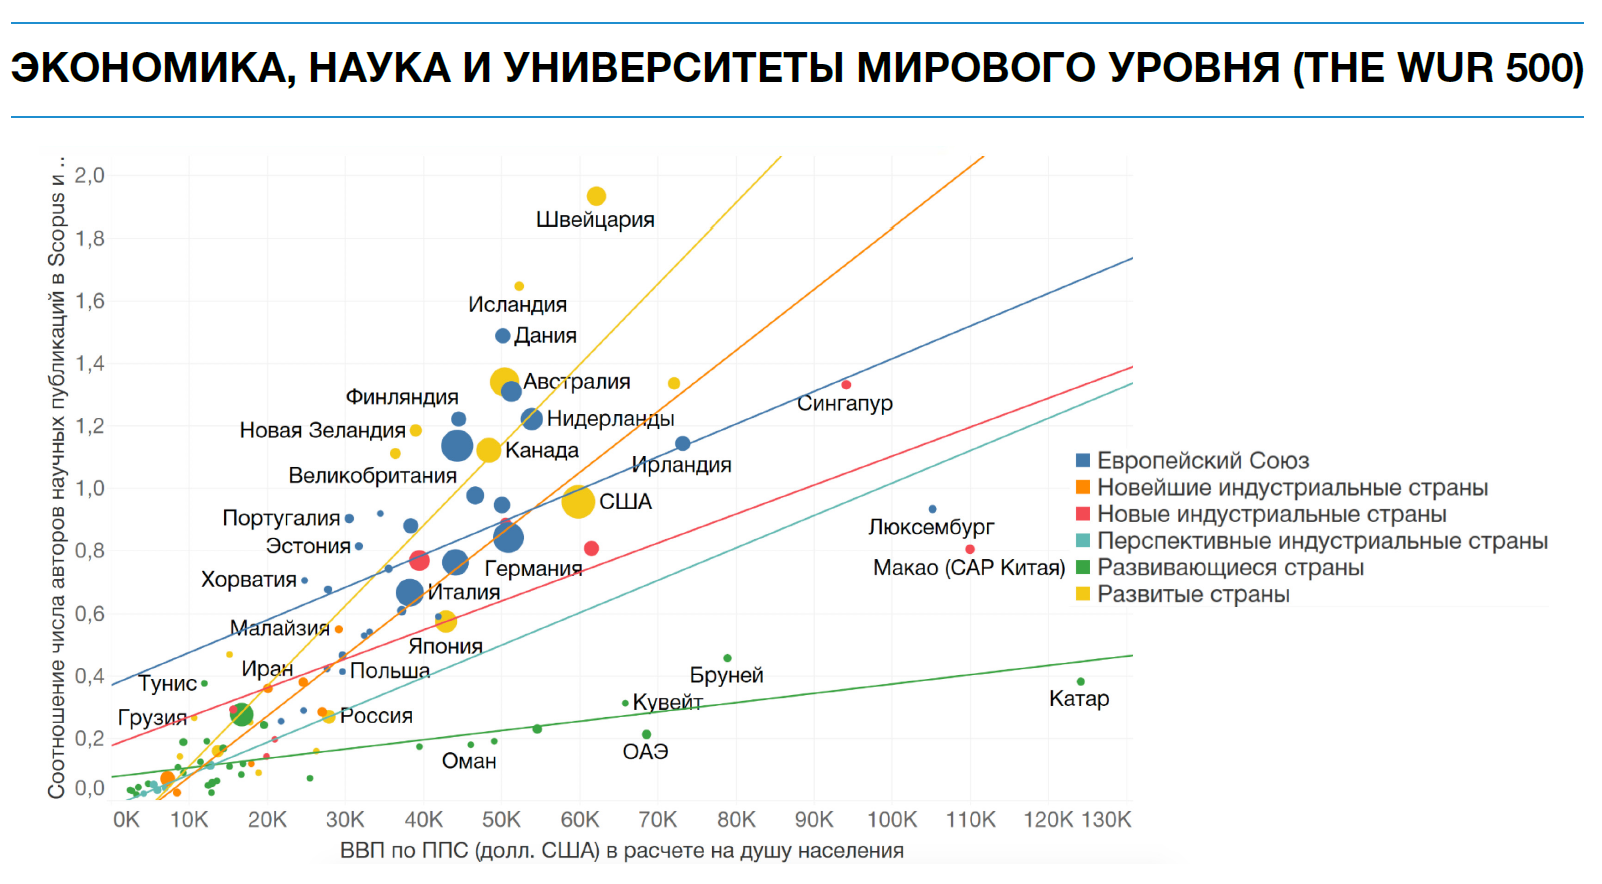 ЭКОНОМИКА, НАУКА И УНИВЕРСИТЕТЫ МИРОВОГО УРОВНЯ (THE WUR 500)
Соотношение числа авторов научных публикаций в Scopus и ..
2,0
1,8
1,6
1,4
1,2
1,0
0,8
0,6
0,4
0,2
0,0
Швейцария
Исландия
Дания
Австралия
Финляндия
Сингапур
Нидерланды
Новая Зеландия
Канада
Ирландия
Великобритания
США
Португалия
Люксембург
Эстония
Германия
Макао (САР Китая)
Хорватия
Италия
Малайзия
Япония
Иран
Польша
Бруней
Тунис
Катар
Кувейт
Грузия
Россия
ОАЭ
Оман
Европейский Союз
Новейшие индустриальные страны
Новые индустриальные страны
Перспективные индустриальные страны
Развивающиеся страны
Развитые страны
0K 10K 20K 30K 40K 50K 60K 70K 80K 90K 100K 110K 120K 130K
ВВП по ППС (долл. США) в расчете на душу населения